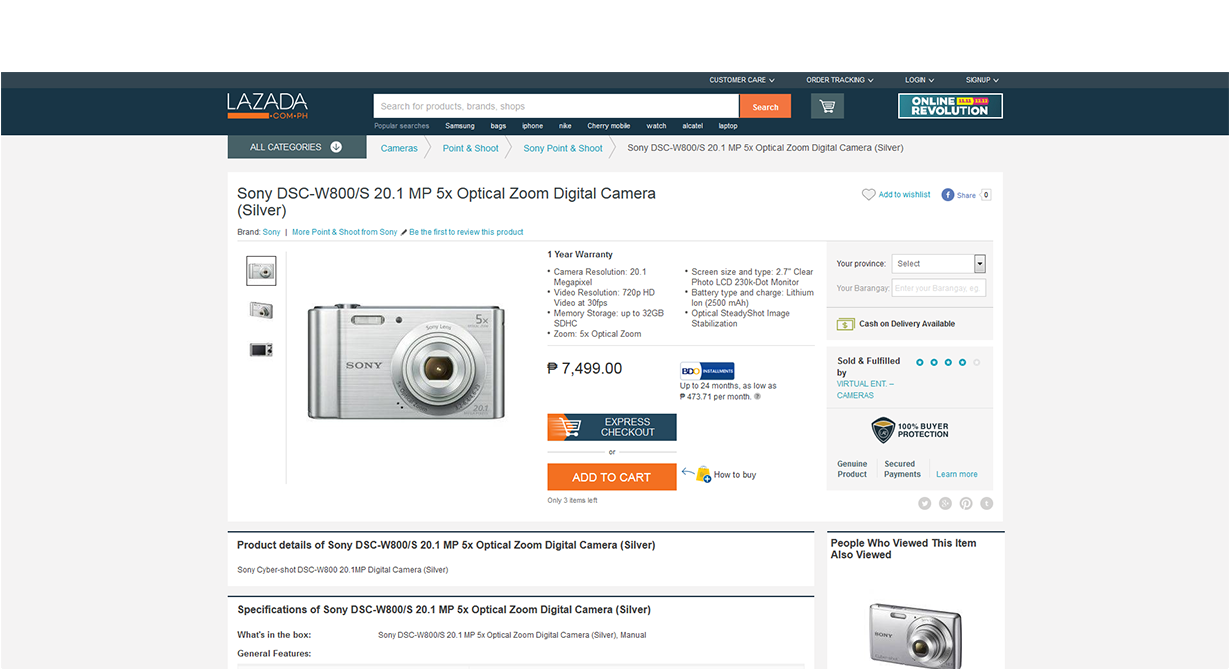 CUSTOMER CARE
ORDER TRACKING
LOGIN
SIGNUP
LAZADA
.COM.PH
Search for products, brands, shops
Search
ONLINE 11.11 12.12
REVOLUTION
Popular searches Samsung bags iphone nike Cherry mobile watch alcatel laptop
ALL CATEGORIES
Cameras
Point & Shoot
Sony Point & Shoot
Sony DSC-W800/S 20.1 MP 5x Optical Zoom Digital Camera (Silver)
Sony DSC-W800/S 20.1 MP 5x Optical Zoom Digital Camera
(Silver)
Add to wishlist
f Share 0
Brand: Sony | More Point & Shoot from Sony Be the first to review this product
SONY
Sony Lens
5x
20.1
1 Year Warranty
• Camera Resolution: 20.1
Megapixel
• Video Resolution: 720p HD
Video at 30fps
• Memory Storage: up to 32GB
SDHC
• Zoom: 5x Optical Zoom
• Screen size and type: 2.7" Clear
Photo LCD 230k-Dot Monitor
• Battery type and charge: Lithium
Ion (2500 mAh)
• Optical SteadyShot Image
Stabilization
₱ 7,499.00
BDO INSTALLMENTS
Up to 24 months, as low as
₱ 473.71 per month.
EXPRESS
CHECKOUT
or
ADD TO CART
How to buy
Only 3 items left
Your province: Select
Your Barangay: Enter your Barangay, eg.
Cash on Delivery Available
Sold & Fulfilled
by
VIRTUAL ENT. –
CAMERAS
100% BUYER
PROTECTION
Genuine
Product
Secured
Payments
Learn more
Product details of Sony DSC-W800/S 20.1 MP 5x Optical Zoom Digital Camera (Silver)
Sony Cyber-shot DSC-W800 20.1MP Digital Camera (Silver)
Specifications of Sony DSC-W800/S 20.1 MP 5x Optical Zoom Digital Camera (Silver)
What's in the box: Sony DSC-W800/S 20.1 MP 5x Optical Zoom Digital Camera (Silver), Manual
General Features:
People Who Viewed This Item
Also Viewed
SONY